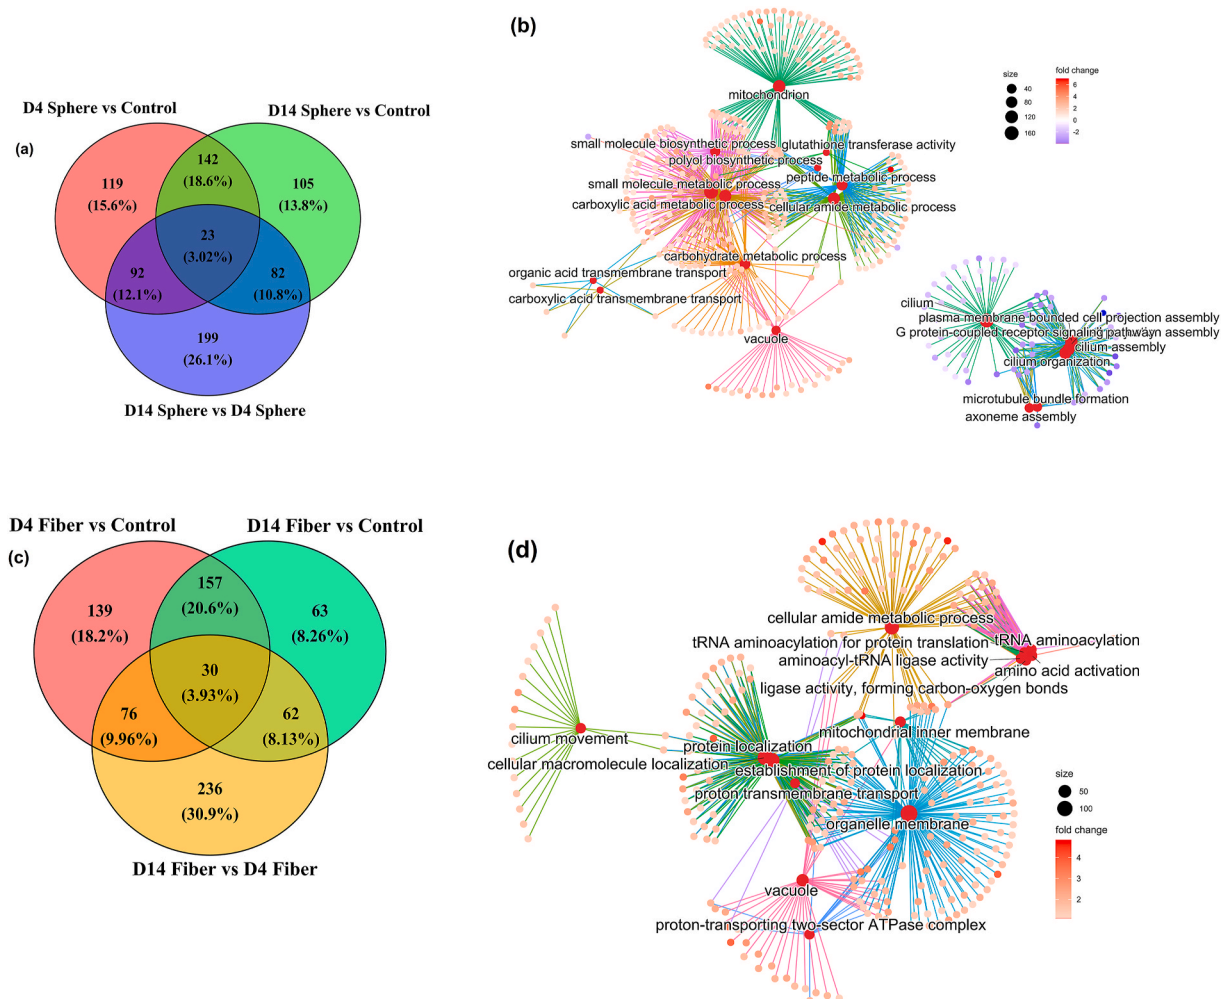 (a)
D4 Sphere vs Control
D14 Sphere vs Control
119
(15.6%)
142
(18.6%)
105
(13.8%)
23
(3.02%)
92
(12.1%)
82
(10.8%)
199
(26.1%)
D14 Sphere vs D4 Sphere
(b)
mitochondrion
small molecule biosynthetic process
glutathione transferase activity
polyol biosynthetic process
peptide metabolic process
small molecule metabolic process
carboxylic acid metabolic process
cellular amide metabolic process
carbohydrate metabolic process
organic acid transmembrane transport
carboxylic acid transmembrane transport
vacuole
cilium
plasma membrane bounded cell projection assembly
G protein-coupled receptor signaling pathway
assembly
cilium assembly
cilium organization
microtubule bundle formation
axoneme assembly
size
40
80
120
160
fold change
6
4
2
0
-2
(c)
D4 Fiber vs Control
D14 Fiber vs Control
139
(18.2%)
157
(20.6%)
63
(8.26%)
30
(3.93%)
76
(9.96%)
62
(8.13%)
236
(30.9%)
D14 Fiber vs D4 Fiber
(d)
cellular amide metabolic process
tRNA aminoacylation for protein translation
tRNA aminoacylation
aminoacyl-tRNA ligase activity
amino acid activation
ligase activity, forming carbon-oxygen bonds
cilium movement
mitochondrial inner membrane
protein localization
cellular macromolecule localization
establishment of protein localization
proton transmembrane transport
organelle membrane
vacuole
proton-transporting two-sector ATPase complex
size
50
100
fold change
4
3
2